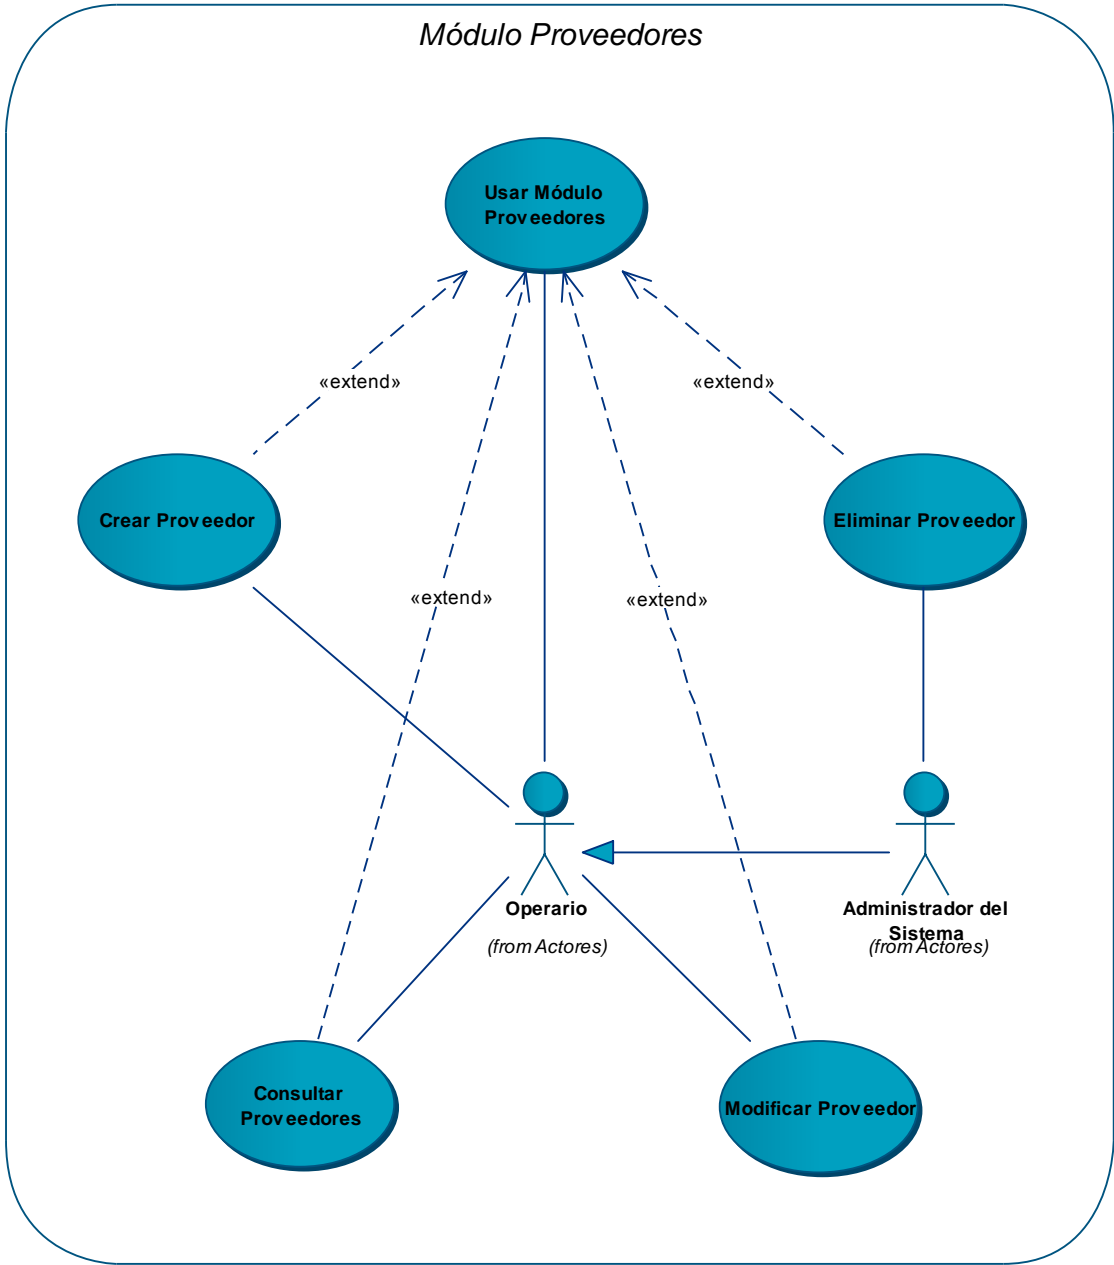 Módulo Proveedores
Usar Módulo
Proveedores
«extend»
«extend»
Crear Proveedor
Eliminar Proveedor
«extend»
«extend»
Operario
(from Actores)
Administrador del
Sistema
(from Actores)
Consultar
Proveedores
Modificar Proveedor